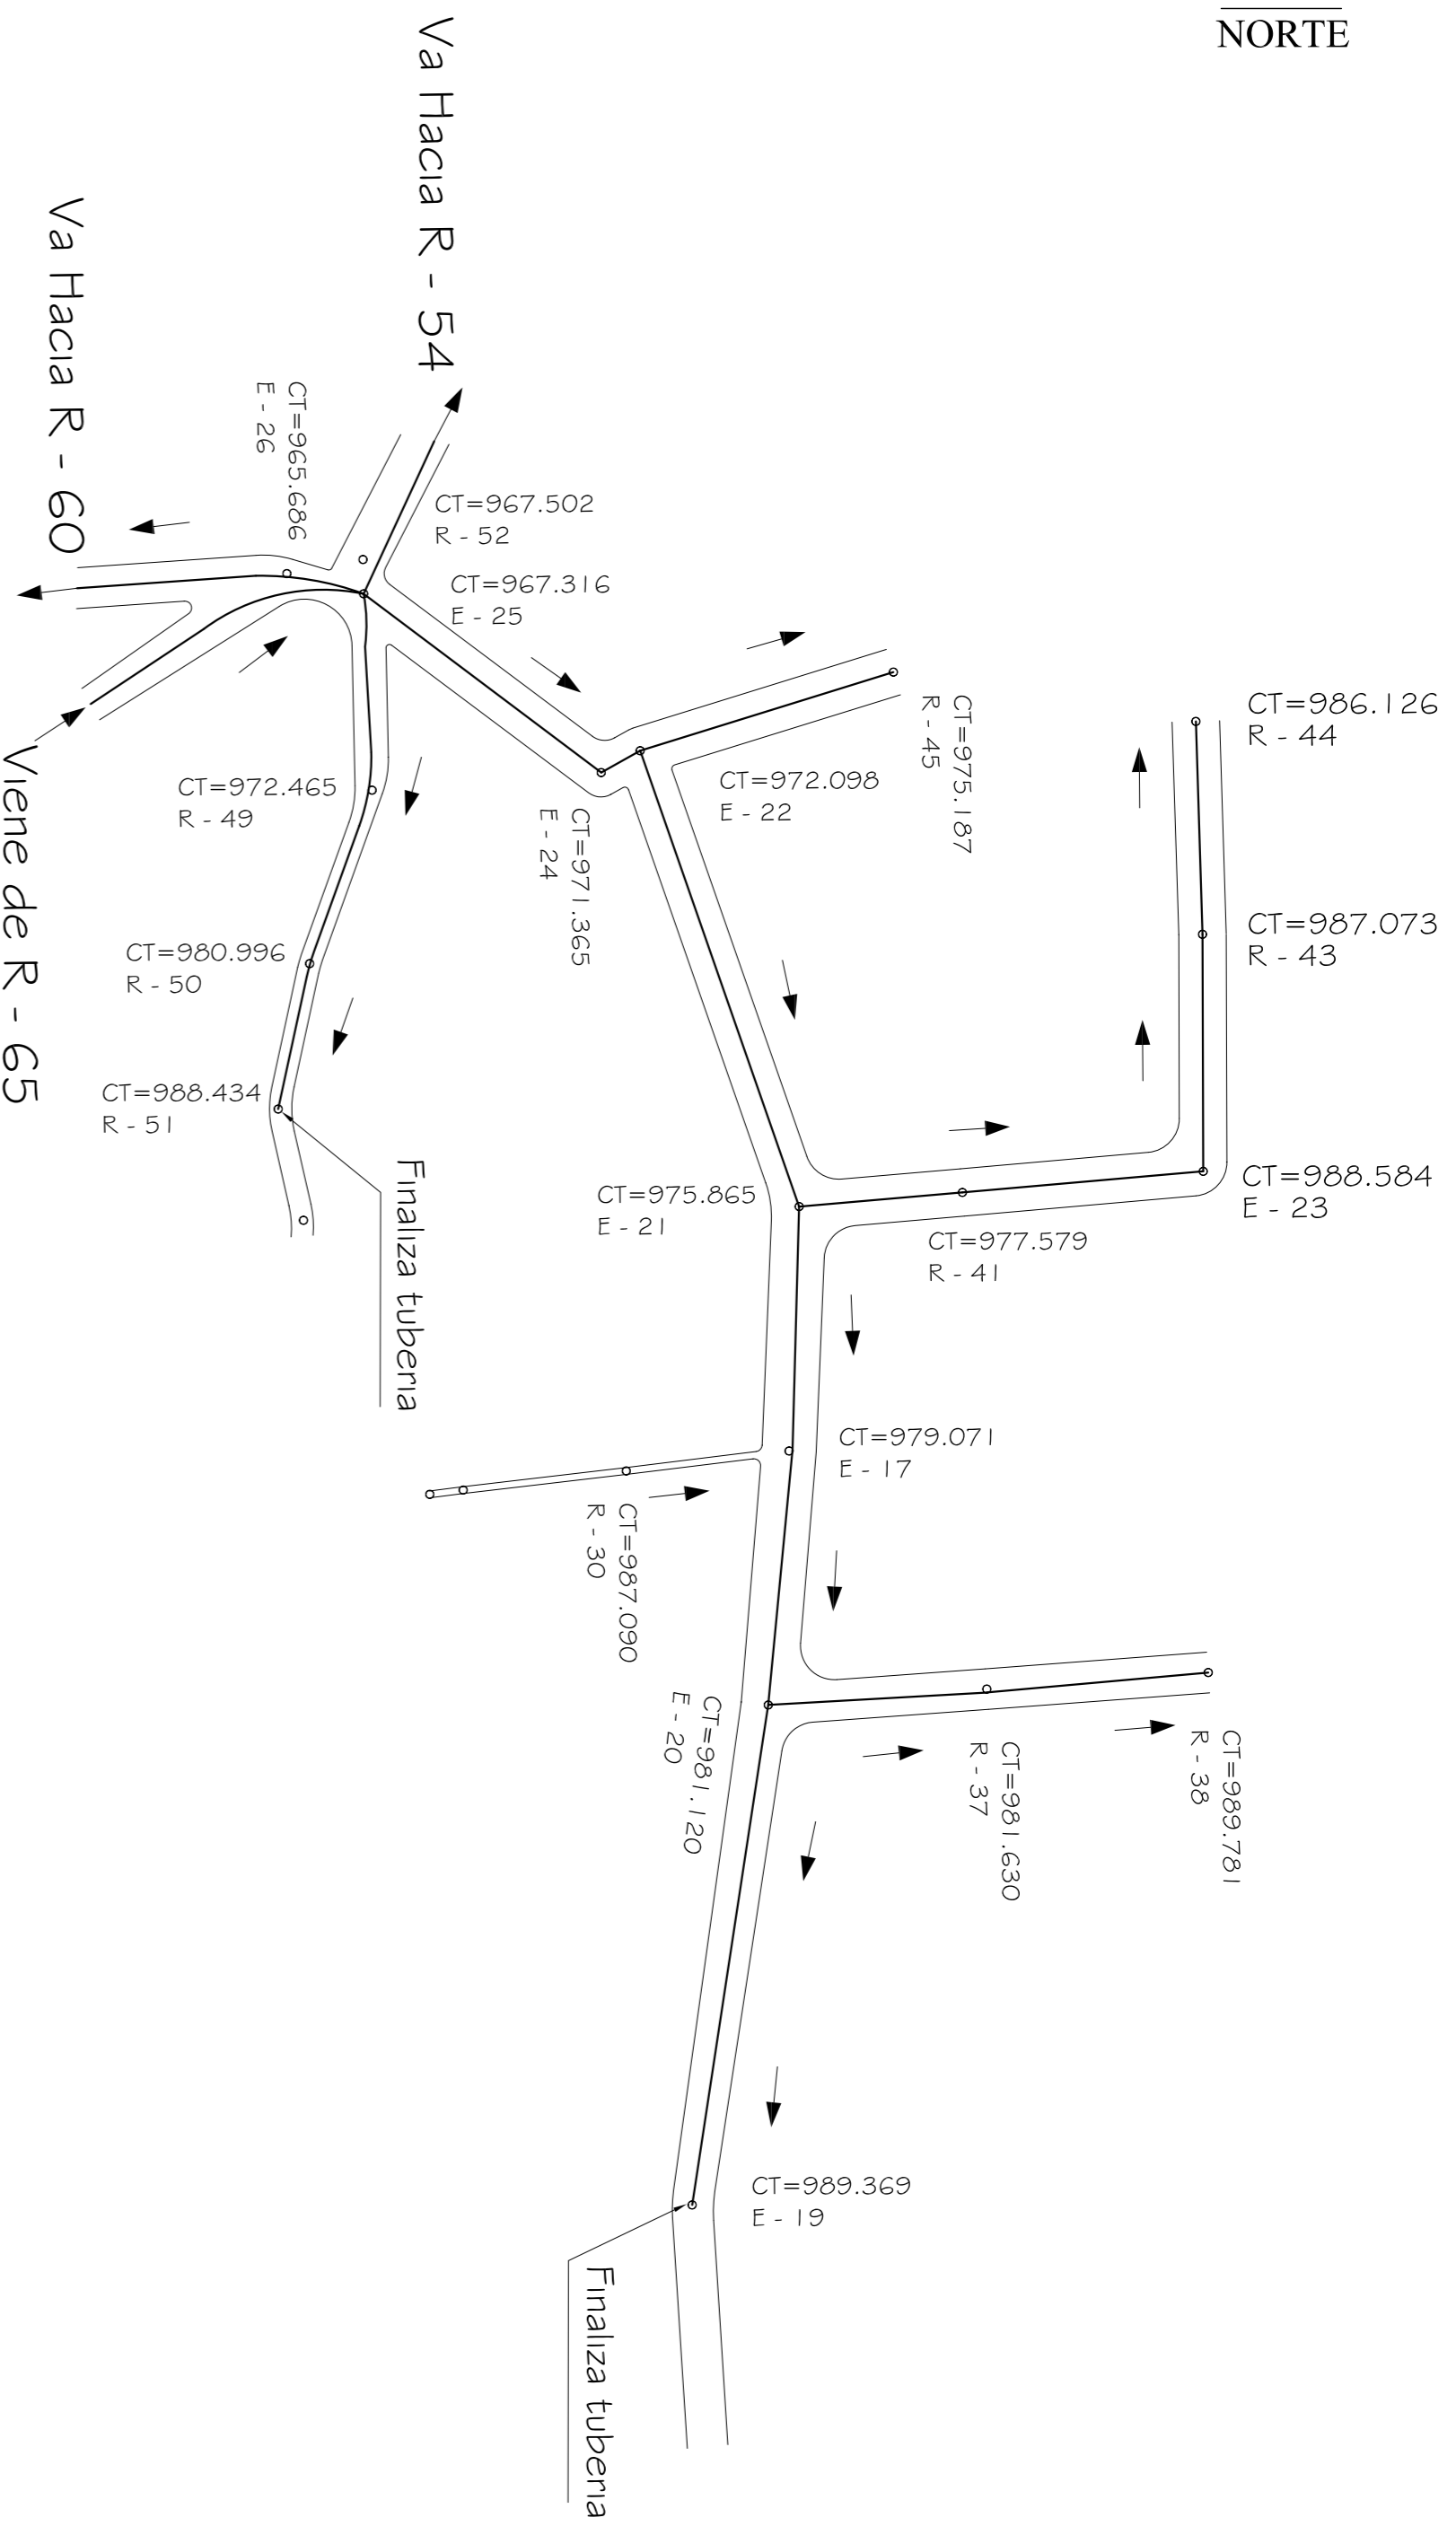 NORTE
Va Hacia R - 54
Va Hacia R - 60
CT=965.686
E - 26
CT=967.502
R - 52
CT=967.316
E - 25
CT=975.187
R - 45
CT=986.126
R - 44
Viene de R - 65
CT=972.465
R - 49
CT=971.365
E - 24
CT=972.098
E - 22
CT=987.073
R - 43
CT=980.996
R - 50
CT=988.434
R - 51
Finaliza tuberia
CT=975.865
E - 21
CT=977.579
R - 41
CT=988.584
E - 23
CT=979.071
E - 17
CT=987.090
R - 30
CT=981.120
E - 20
CT=981.630
R - 37
CT=989.781
R - 38
CT=989.369
E - 19
Finaliza tuberia